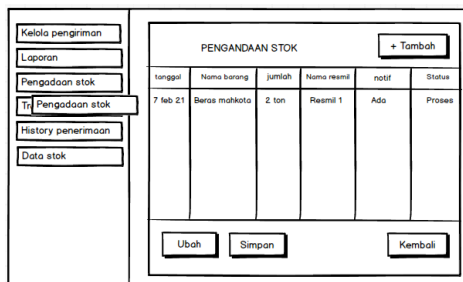 Kelola pengiriman
Laporan
Pengadaan stok
Pengadaan stok
History penerimaan
Data stok
PENGANDAAN STOK
+ Tambah
tanggal Nama barang jumlah Nama resmil notif Status
7 feb 21 Beras mahkota 2 ton Resmil 1 Ada Proses
Ubah Simpan Kembali